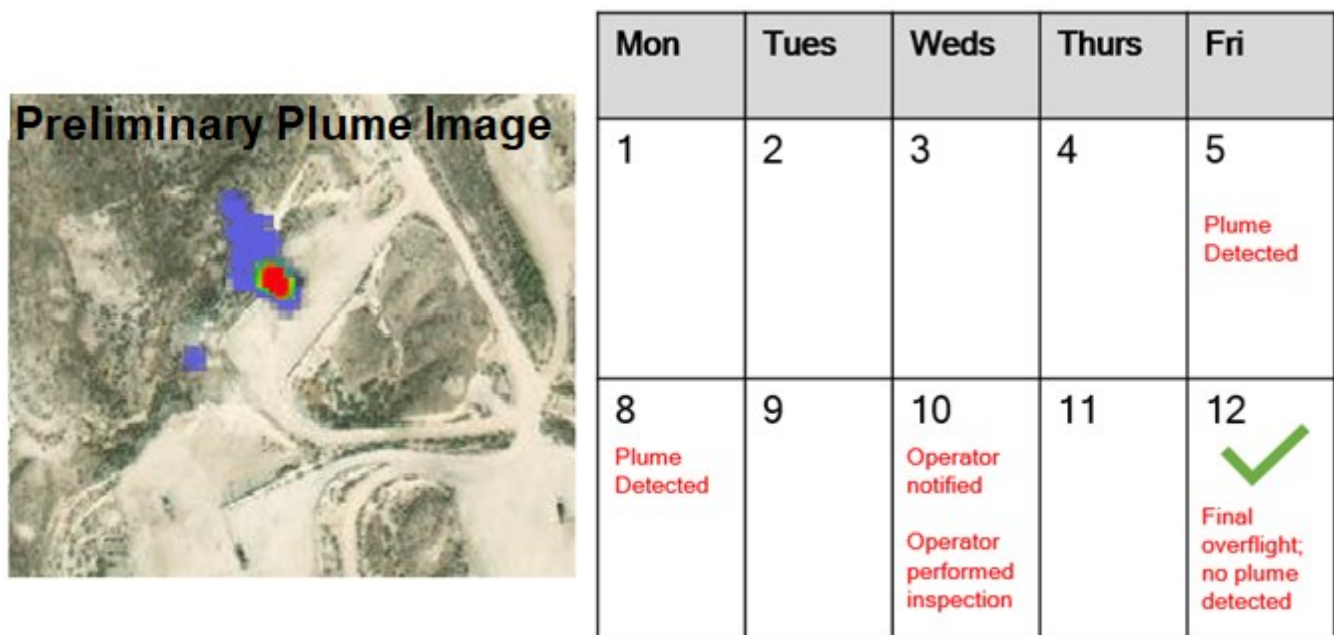 Preliminary Plume Image
Mon Tues Weds Thurs Fri
1 2 3 4 5
Plume
Detected
8 9 10 11 12
Plume
Detected
Operator
notified
Operator
performed
inspection
Final
overflight;
no plume
detected